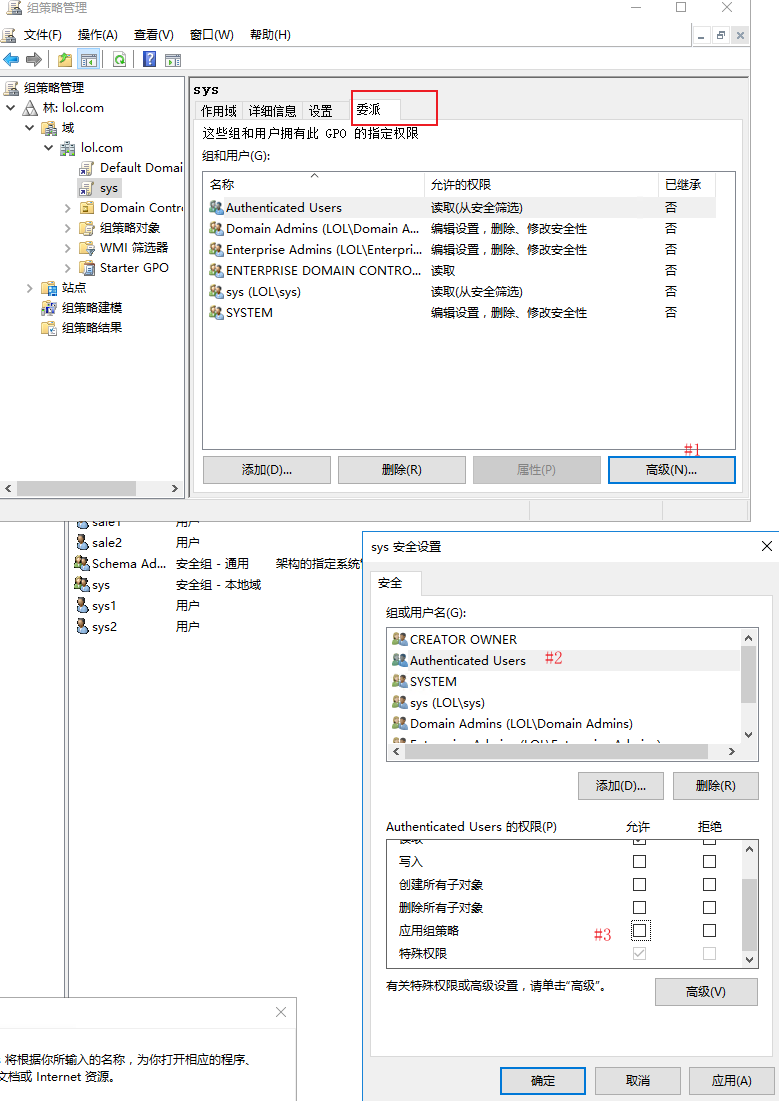 组策略管理
文件(F) 操作(A) 查看(V) 窗口(W) 帮助(H)
组策略管理
林: lol.com
域
lol.com
Default Domai
sys
Domain Contr
组策略对象
WMI 筛选器
Starter GPO
站点
组策略建模
组策略结果
sys
作用域 详细信息 设置 委派
这些组和用户拥有此 GPO 的指定权限
组和用户(G):
名称 允许的权限 已继承
Authenticated Users 读取(从安全筛选) 否
Domain Admins (LOL\Domain A... 编辑设置，删除、修改安全性 否
Enterprise Admins (LOL\Enterpri... 编辑设置，删除、修改安全性 否
ENTERPRISE DOMAIN CONTRO... 读取 否
sys (LOL\sys) 读取(从安全筛选) 否
SYSTEM 编辑设置，删除、修改安全性 否
#1
添加(D)... 删除(R) 属性(P) 高级(N)...
sale1 用户
sale2 用户
Schema Ad... 安全组 - 通用 架构的指定系统
sys 安全组 - 本地域
sys1 用户
sys2 用户
sys 安全设置
安全
组或用户名(G):
CREATOR OWNER
Authenticated Users #2
SYSTEM
sys (LOL\sys)
Domain Admins (LOL\Domain Admins)
Enterprise Admins (LOL\Enterprise Admins)
添加(D)... 删除(R)
Authenticated Users 的权限(P) 允许 拒绝
读取
写入
创建所有子对象
删除所有子对象
应用组策略 #3
特殊权限
有关特殊权限或高级设置，请单击“高级”。
高级(V)
将根据你所输入的名称，为你打开相应的程序、
文档或 Internet 资源。
确定 取消 应用(A)